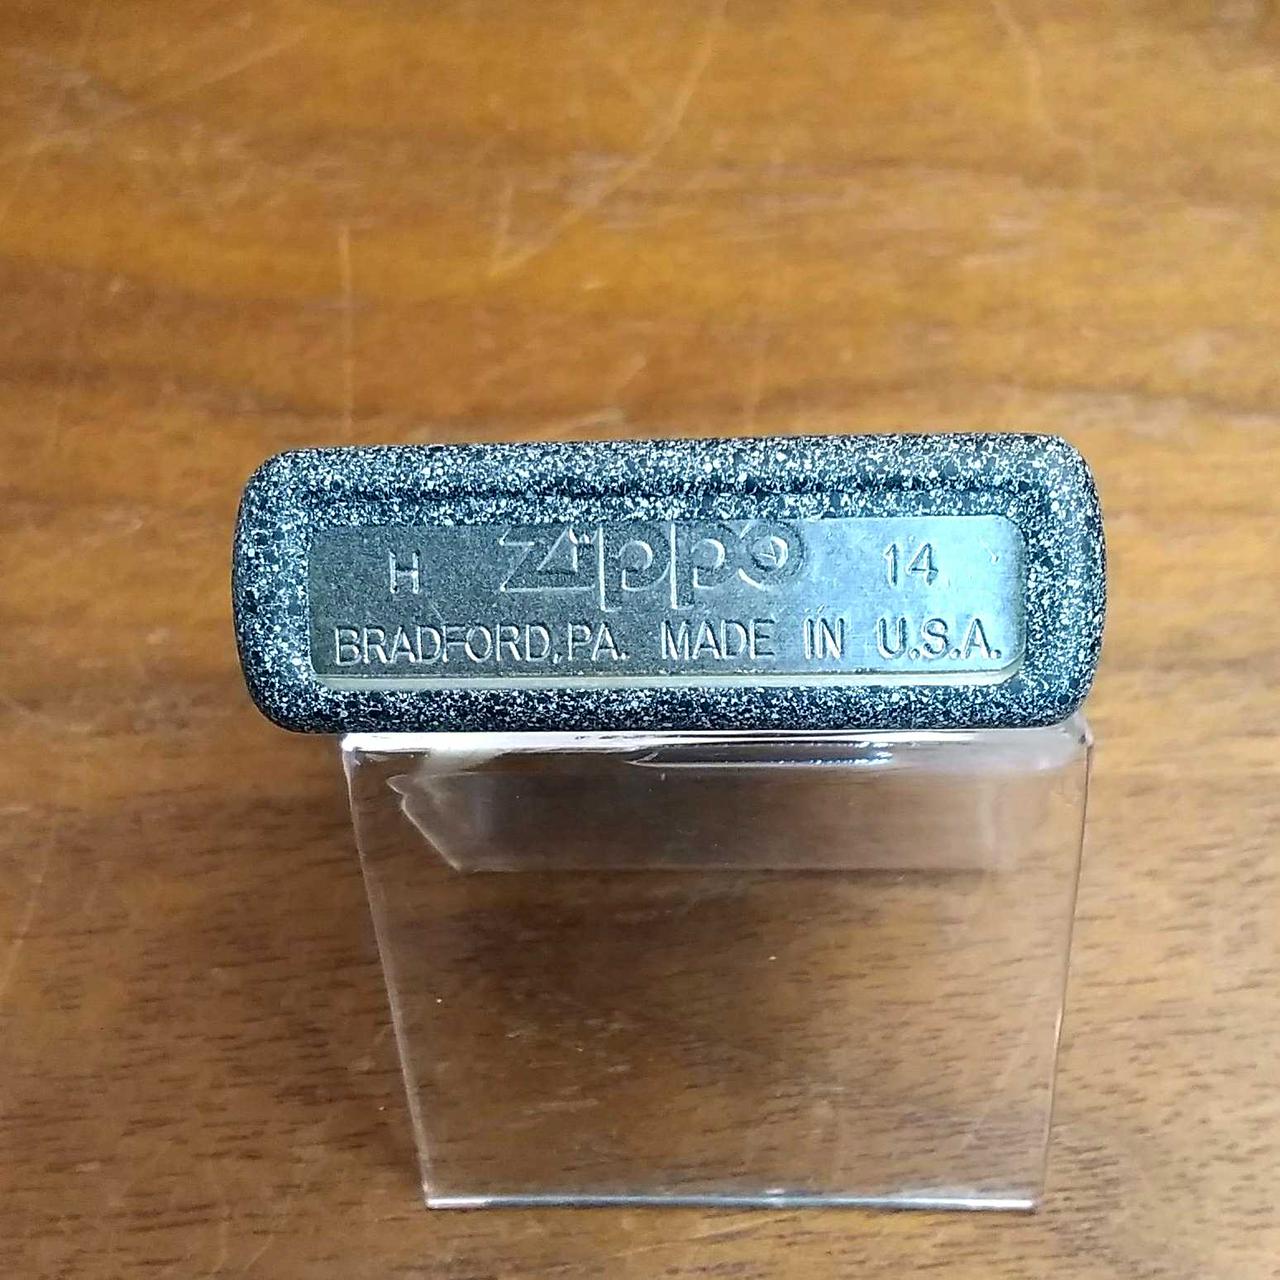 H Zippo 14
BRADFORD, PA. MADE IN U.S.A.